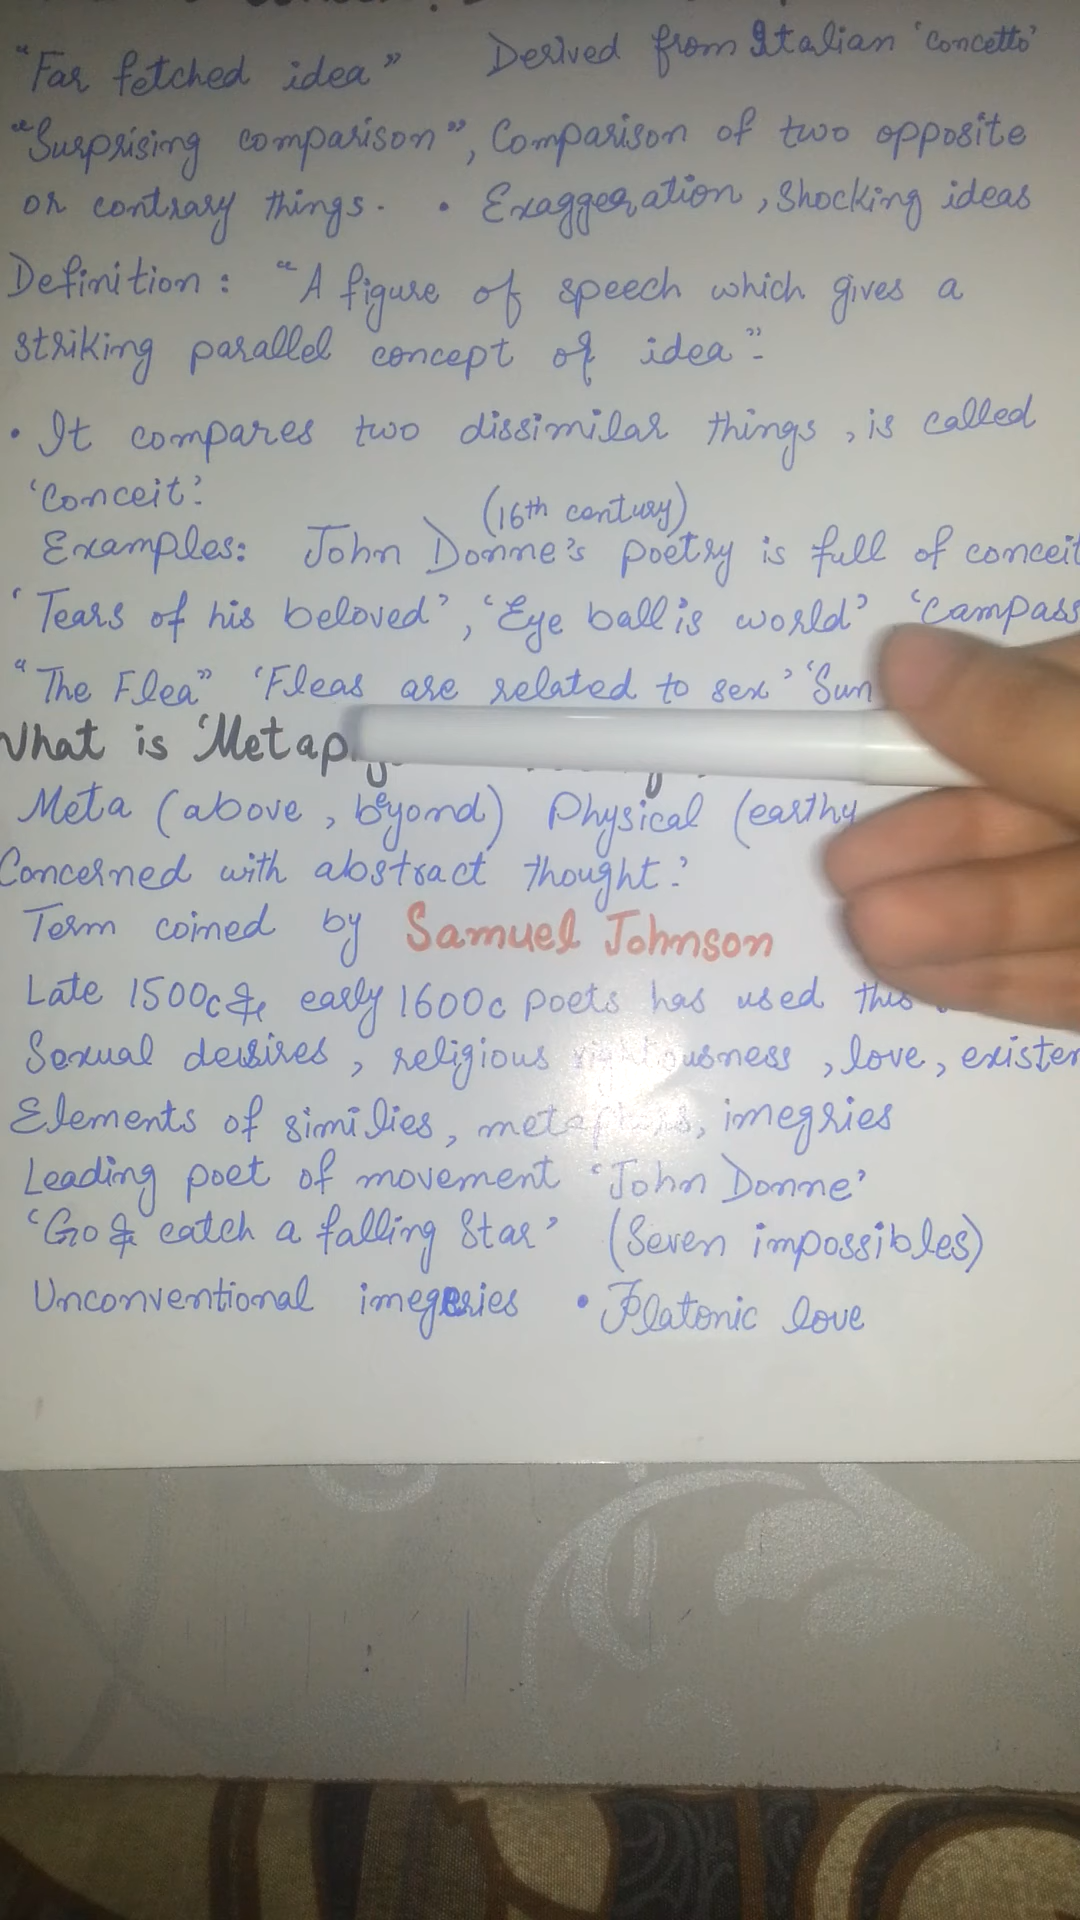 "Far fetched idea" Derived from Italian 'concetto'
"Surprising comparison", Comparison of two opposite
or contrary things. • Exaggeration, Shocking ideas
Definition: "A figure of speech which gives a
striking parallel concept of idea".
• It compares two dissimilar things, is called
'Conceit'.
(16th century)
Examples: John Donne's poetry is full of conceit
'Tears of his beloved', 'Eye ball is world' 'Campass
"The Flea" 'Fleas are related to sex' 'Sun
What is
Meta (above, beyond) Physical (earthy
Concerned with abstract thought.'
Term coined by Samuel Johnson
Late 1500c & early 1600c poets has used this
Sexual desires, religious , love,
Elements of similies, , imegries
Leading poet of movement 'John Donne'
'Go & catch a falling Star' (Seven impossibles)
Unconventional • Platonic love